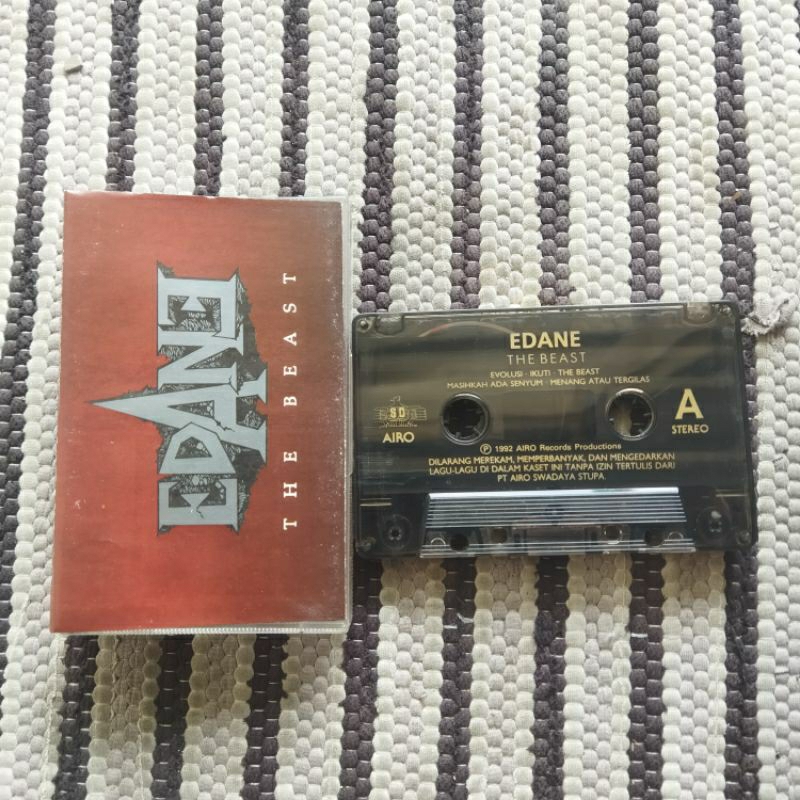 EDANE
THE BEAST
EDANE
THE BEAST
EVOLUSI · IKUTI · THE BEAST
MASIHKAH ADA SENYUM · MENANG ATAU TERGILAS
SD
AIRO
A
STEREO
Ⓟ 1992 AIRO Records Productions
DILARANG MEREKAM, MEMPERBANYAK, DAN MENGEDARKAN
LAGU-LAGU DI DALAM KASET INI TANPA IZIN TERTULIS DARI
PT AIRO SWADAYA STUPA.